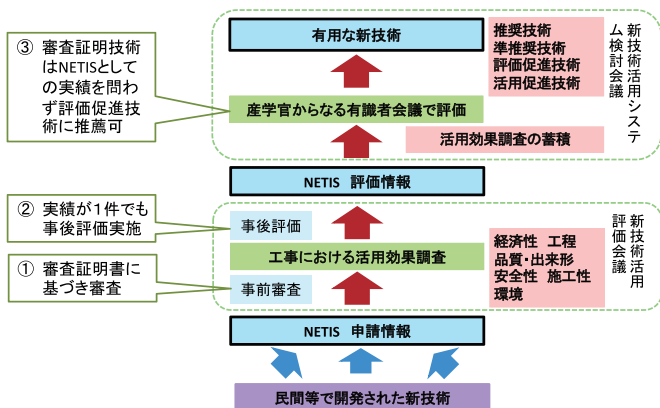 ③ 審査証明技術
はNETISとして
の実績を問わ
ず評価促進技
術に推薦可
有用な新技術
推奨技術
準推奨技術
評価促進技術
活用促進技術
新技術活用システ
ム検討会議
産学官からなる有識者会議で評価
活用効果調査の蓄積
NETIS 評価情報
② 実績が1件でも
事後評価実施
事後評価
新技術活用
評価会議
工事における活用効果調査
経済性 工程
品質・出来形
安全性 施工性
環境
① 審査証明書に
基づき審査
事前審査
NETIS 申請情報
民間等で開発された新技術